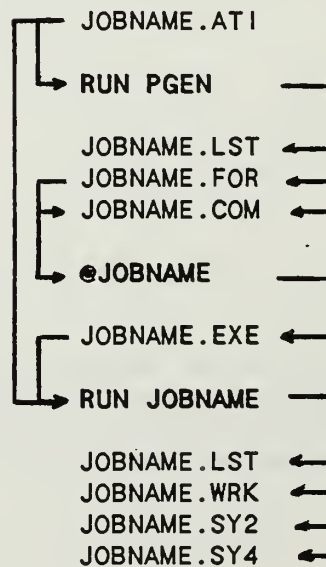 JOBNAME.ATI
RUN PGEN
JOBNAME.LST
JOBNAME.FOR
JOBNAME.COM
@JOBNAME
JOBNAME.EXE
RUN JOBNAME
JOBNAME.LST
JOBNAME.WRK
JOBNAME.SY2
JOBNAME.SY4